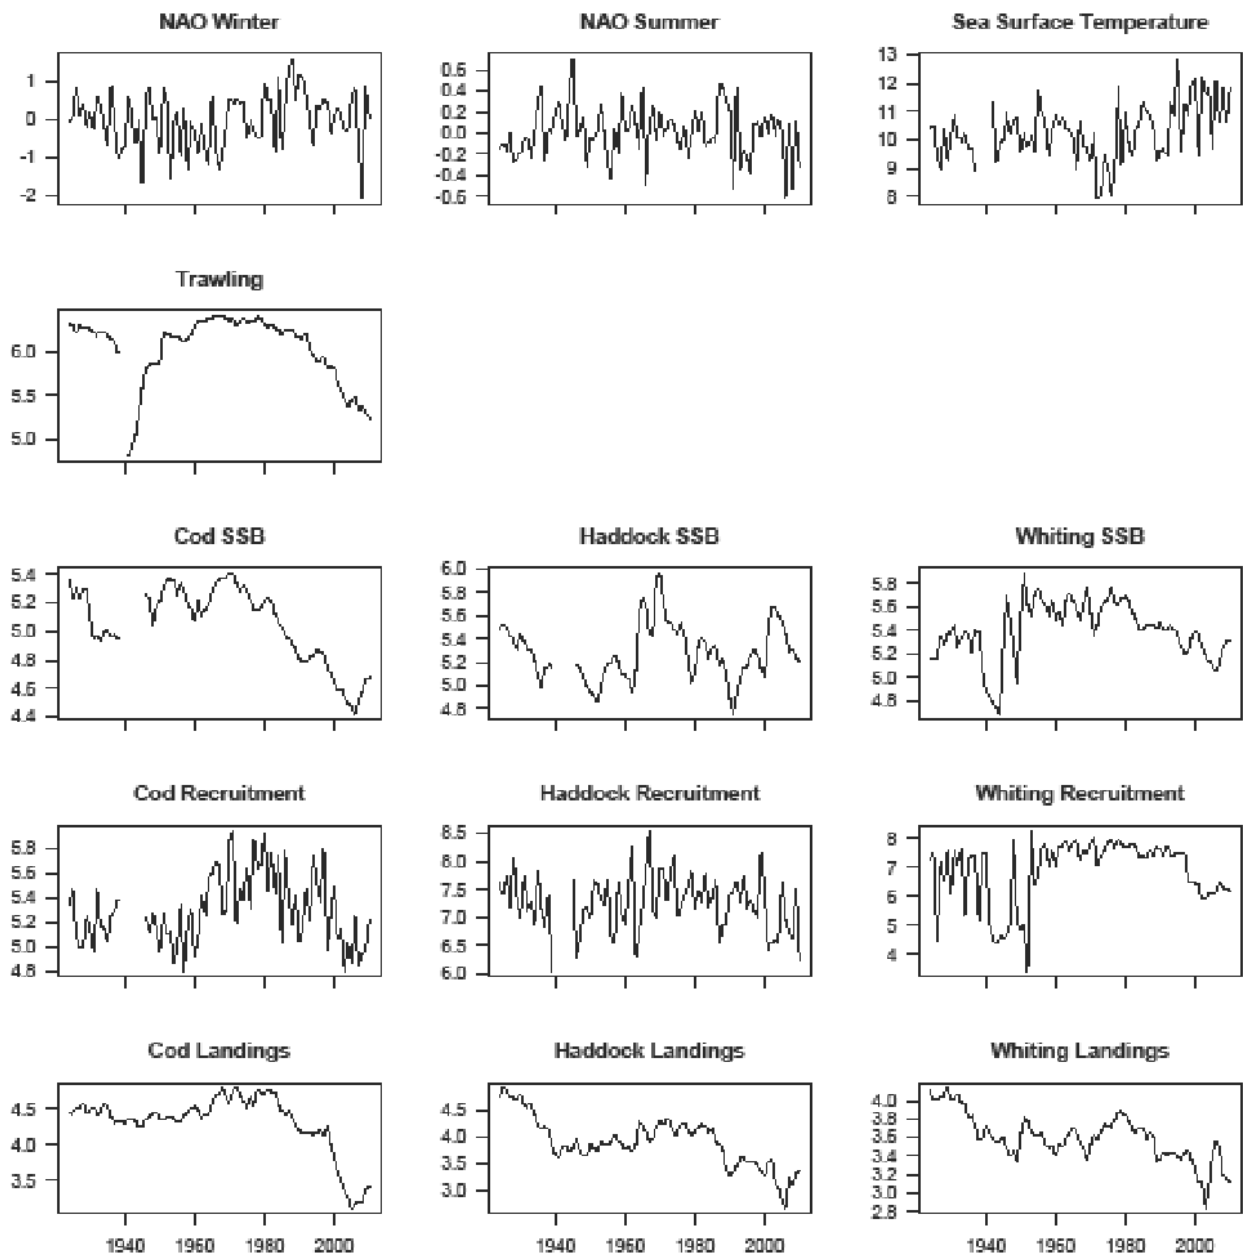 NAO Winter NAO Summer Sea Surface Temperature
1 0 -1 -2
0.6 0.4 0.2 0.0 -0.2 -0.4 -0.6
13 12 11 10 9 8
Trawling
6.0 5.5 5.0
Cod SSB Haddock SSB Whiting SSB
5.4 5.2 5.0 4.8 4.6 4.4
6.0 5.8 5.6 5.4 5.2 5.0 4.8
5.8 5.6 5.4 5.2 5.0 4.8
Cod Recruitment Haddock Recruitment Whiting Recruitment
5.8 5.6 5.4 5.2 5.0 4.8
8.5 8.0 7.5 7.0 6.5 6.0
8 7 6 5 4
Cod Landings Haddock Landings Whiting Landings
4.5 4.0 3.5
4.5 4.0 3.5 3.0
4.0 3.8 3.6 3.4 3.2 3.0 2.8
1940 1960 1980 2000 1940 1960 1980 2000 1940 1960 1980 2000